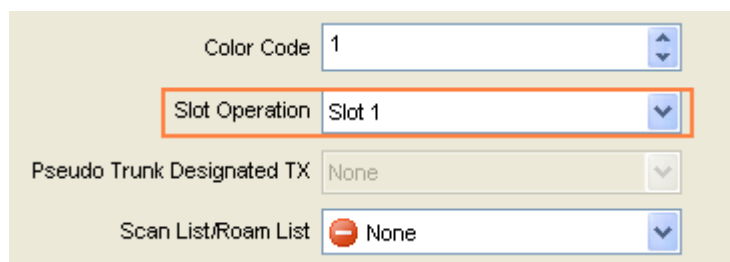 Color Code 1
Slot Operation Slot 1
Pseudo Trunk Designated TX None
Scan List/Roam List None